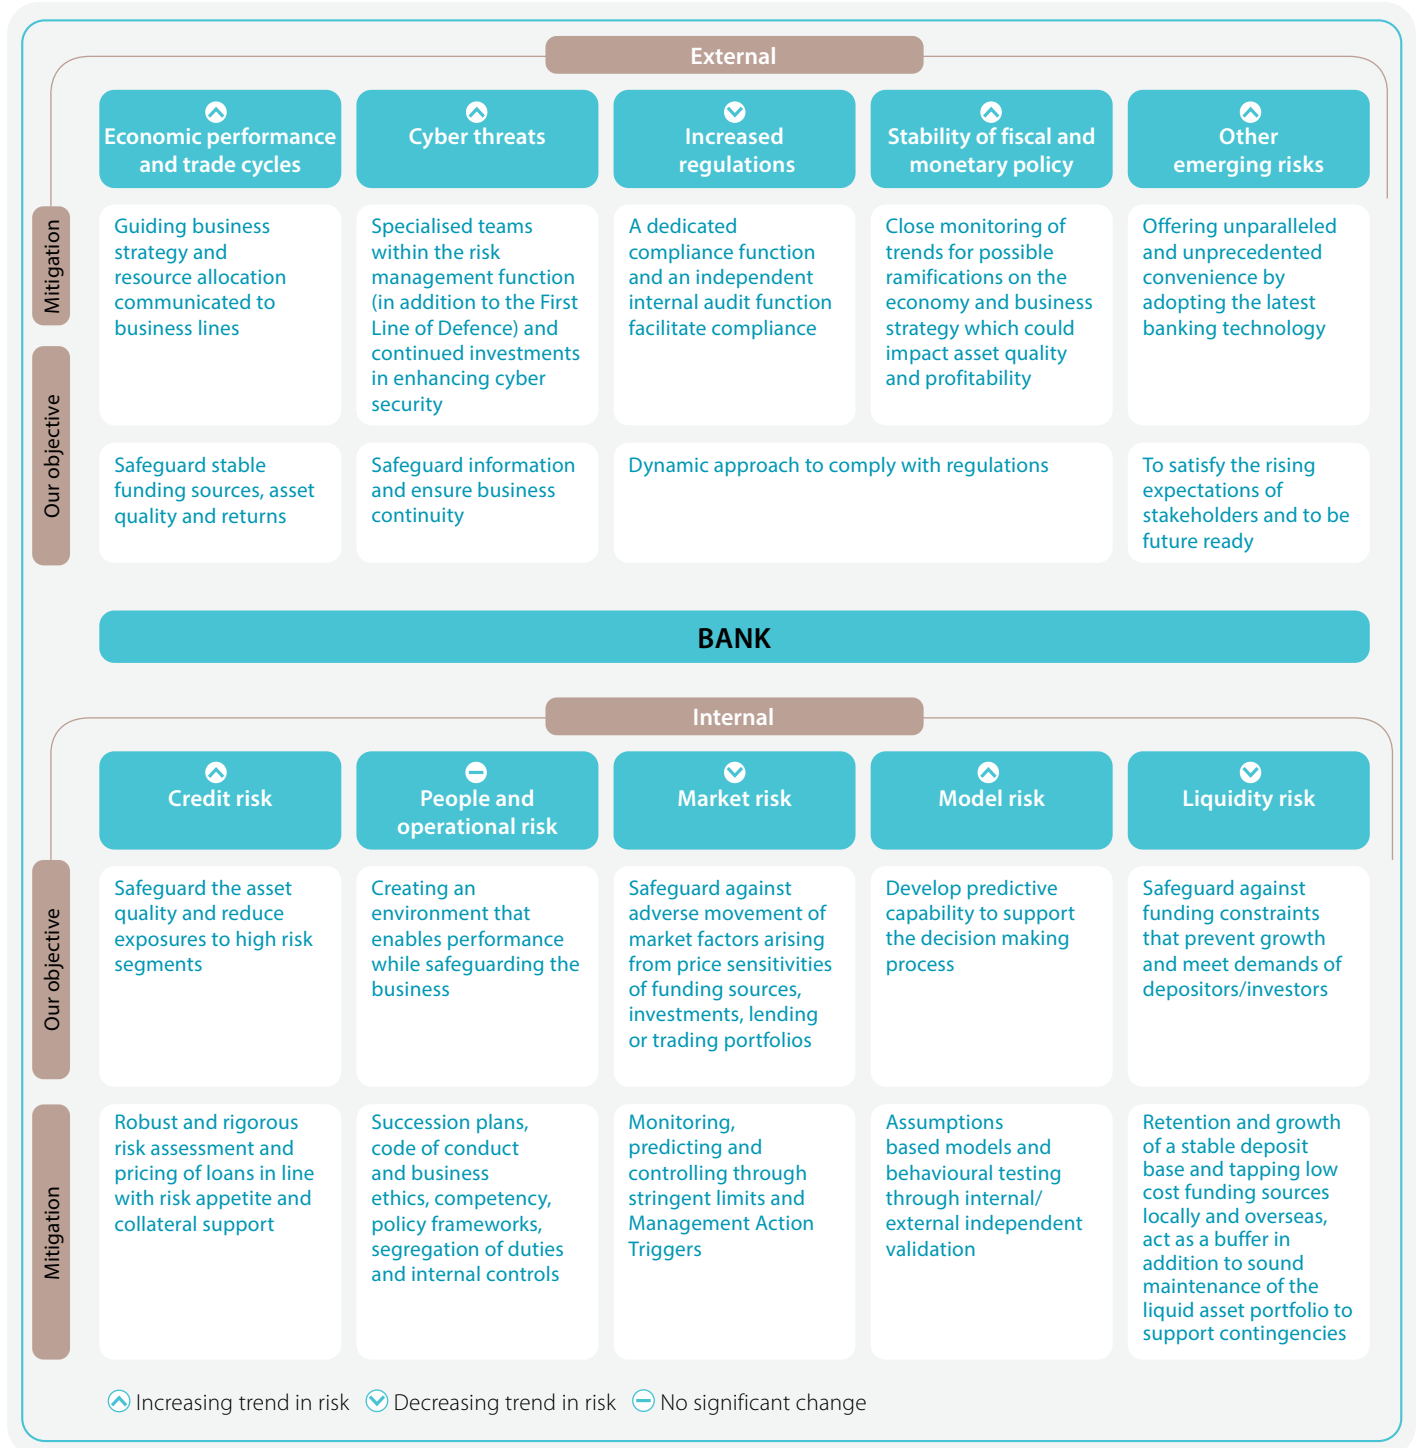 External
Economic performance
and trade cycles
Cyber threats
Increased
regulations
Stability of fiscal and
monetary policy
Other
emerging risks
Mitigation
Guiding business
strategy and
resource allocation
communicated to
business lines
Specialised teams
within the risk
management function
(in addition to the First
Line of Defence) and
continued investments
in enhancing cyber
security
A dedicated
compliance function
and an independent
internal audit function
facilitate compliance
Close monitoring of
trends for possible
ramifications on the
economy and business
strategy which could
impact asset quality
and profitability
Offering unparalleled
and unprecedented
convenience by
adopting the latest
banking technology
Our objective
Safeguard stable
funding sources, asset
quality and returns
Safeguard information
and ensure business
continuity
Dynamic approach to comply with regulations
To satisfy the rising
expectations of
stakeholders and to be
future ready
BANK
Internal
Credit risk
People and
operational risk
Market risk
Model risk
Liquidity risk
Our objective
Safeguard the asset
quality and reduce
exposures to high risk
segments
Creating an
environment that
enables performance
while safeguarding the
business
Safeguard against
adverse movement of
market factors arising
from price sensitivities
of funding sources,
investments, lending
or trading portfolios
Develop predictive
capability to support
the decision making
process
Safeguard against
funding constraints
that prevent growth
and meet demands of
depositors/investors
Mitigation
Robust and rigorous
risk assessment and
pricing of loans in line
with risk appetite and
collateral support
Succession plans,
code of conduct
and business
ethics, competency,
policy frameworks,
segregation of duties
and internal controls
Monitoring,
predicting and
controlling through
stringent limits and
Management Action
Triggers
Assumptions
based models and
behavioural testing
through internal/
external independent
validation
Retention and growth
of a stable deposit
base and tapping low
cost funding sources
locally and overseas,
act as a buffer in
addition to sound
maintenance of the
liquid asset portfolio to
support contingencies
Increasing trend in risk Decreasing trend in risk No significant change